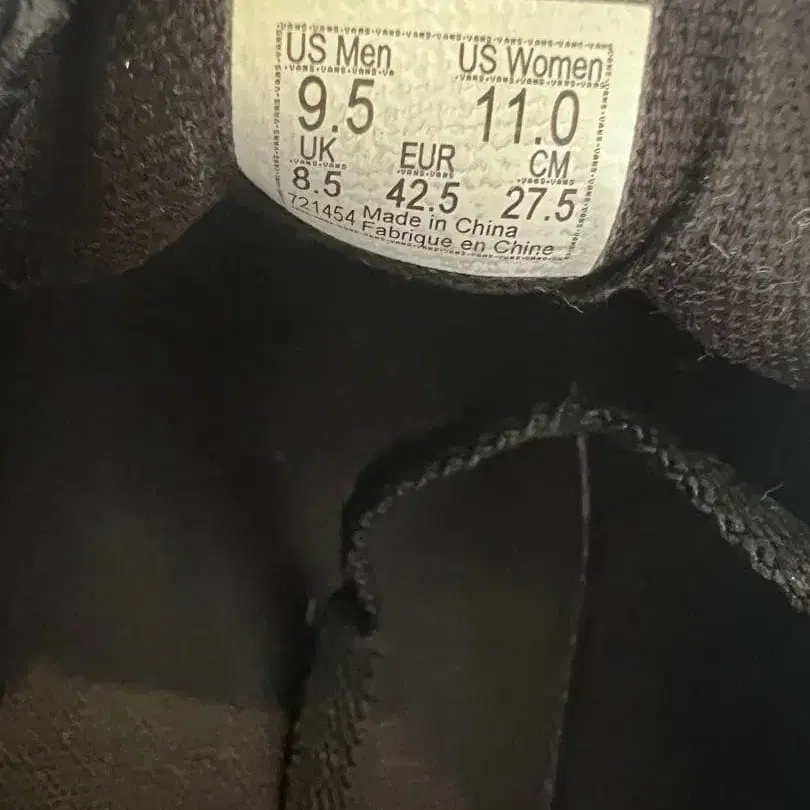 US Men US Women
9.5 11.0
UK EUR CM
8.5 42.5 27.5
721454 Made in China
Fabrique en Chine